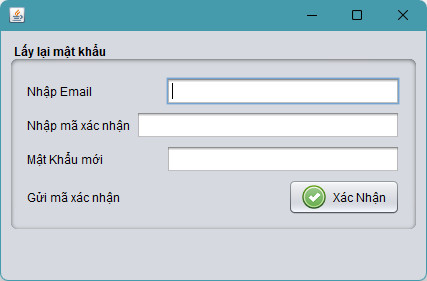 Lấy lại mật khẩu
Nhập Email
Nhập mã xác nhận
Mật Khẩu mới
Gửi mã xác nhận
Xác Nhận